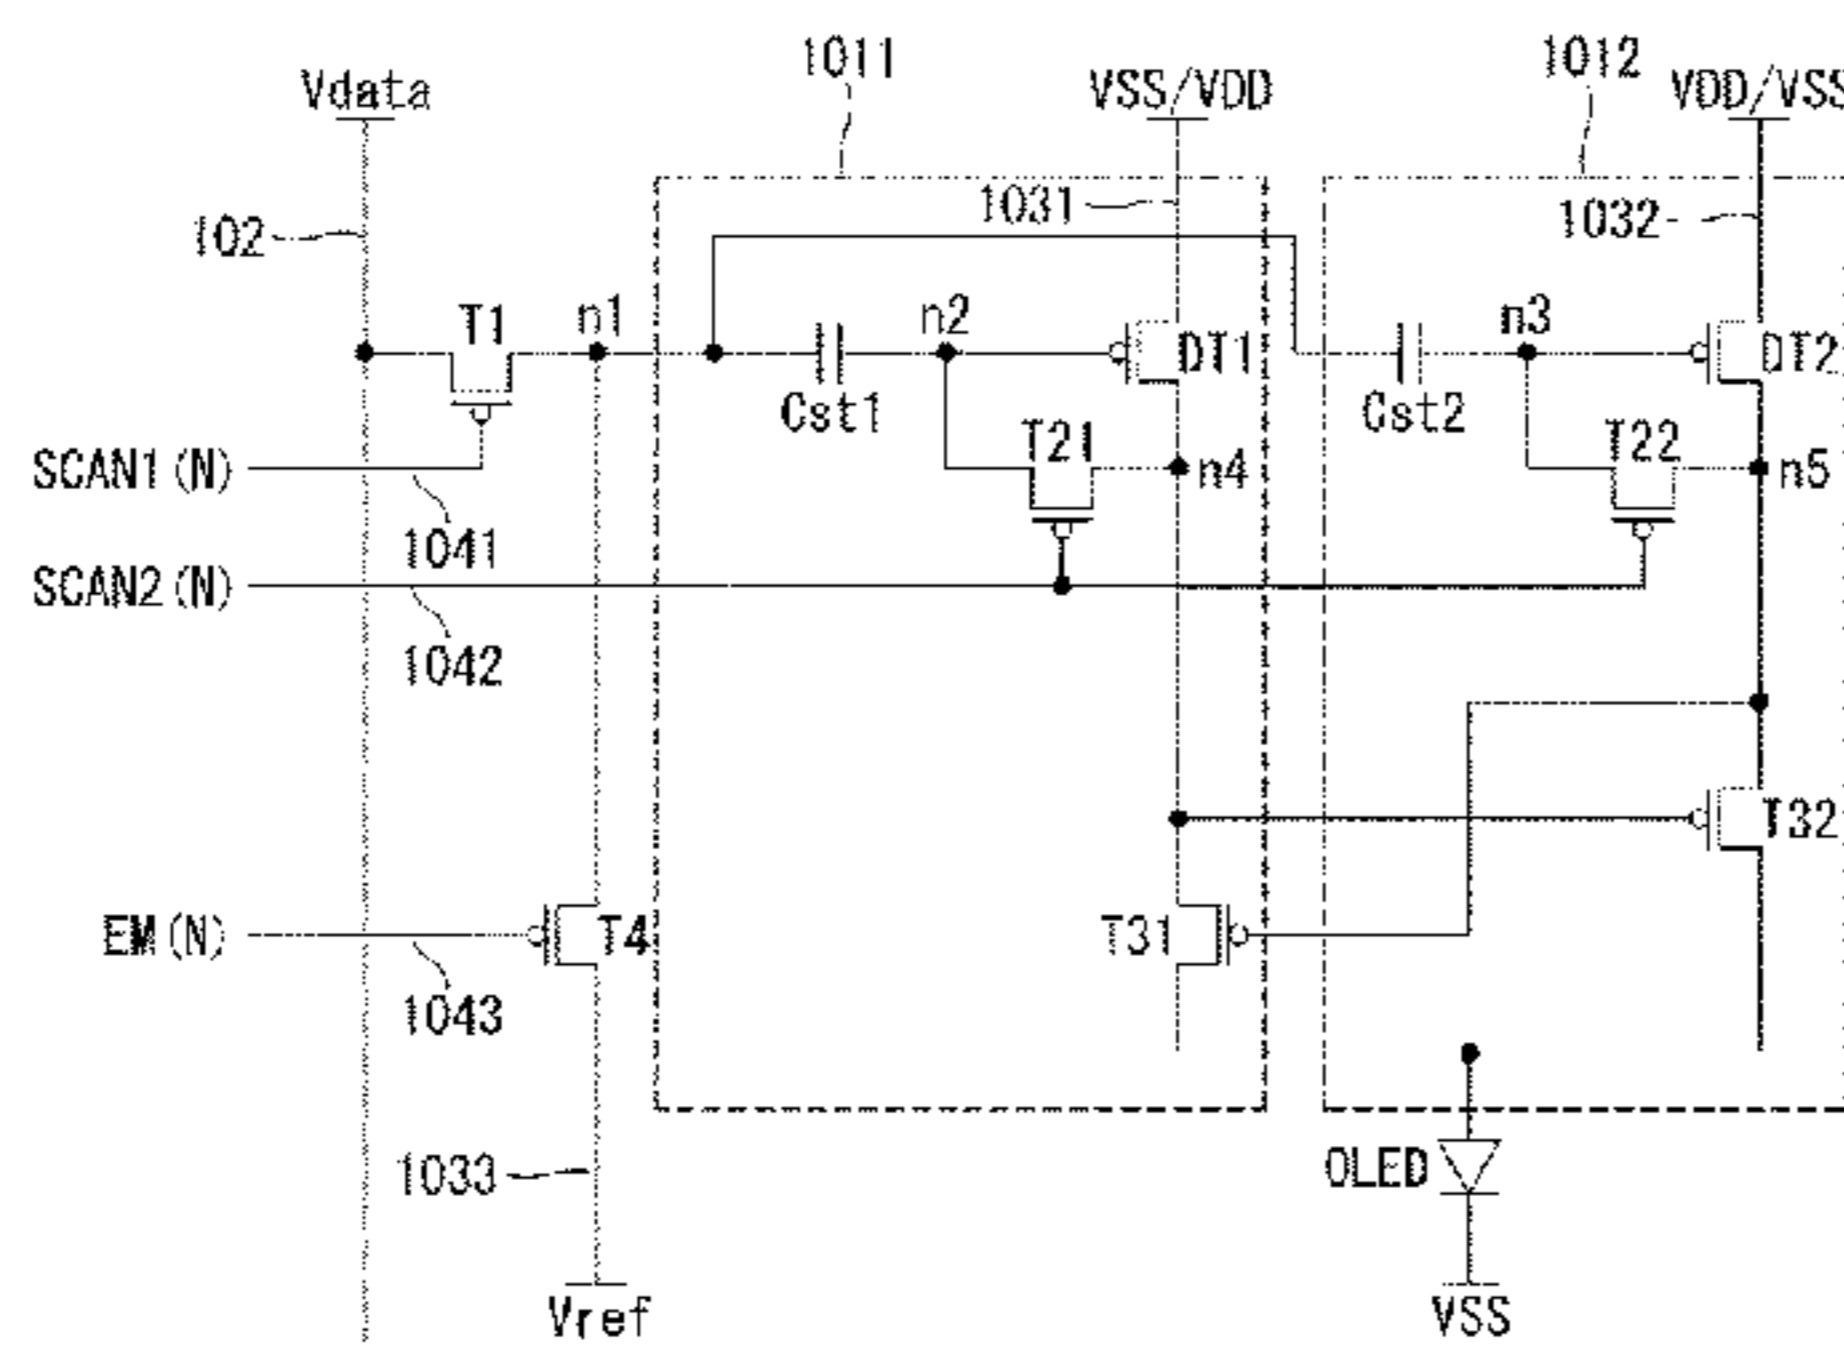 1011
1012
Vdata
VSS/VDD
VDD/VSS
102
1031
1032
T1
n1
n2
DT1
n3
DT2
Cst1
Cst2
T21
T22
SCAN1(N)
n4
n5
1041
SCAN2(N)
1042
T32
EM(N)
T4
T31
1043
1033
OLED
Vref
VSS